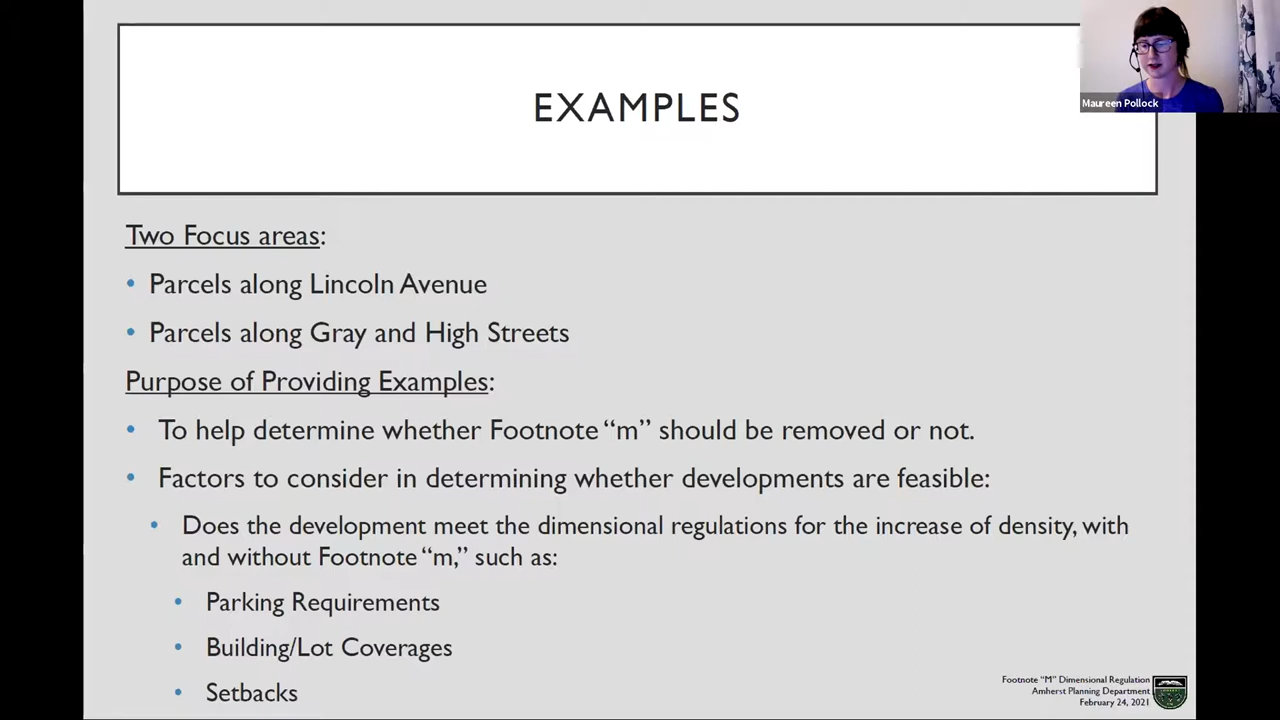 EXAMPLES
Maureen Pollock
Two Focus areas:
• Parcels along Lincoln Avenue
• Parcels along Gray and High Streets
Purpose of Providing Examples:
• To help determine whether Footnote “m” should be removed or not.
• Factors to consider in determining whether developments are feasible:
• Does the development meet the dimensional regulations for the increase of density, with
and without Footnote “m,” such as:
• Parking Requirements
• Building/Lot Coverages
• Setbacks
Footnote “M” Dimensional Regulation
Amherst Planning Department
February 24, 2021